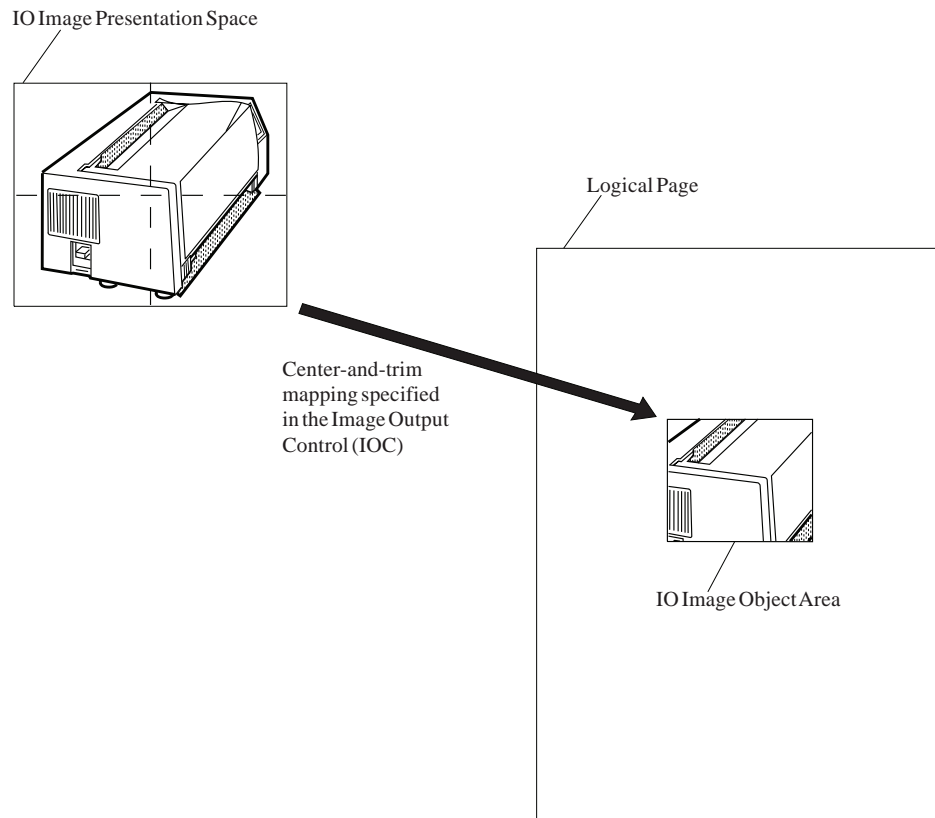 IO Image Presentation Space
Logical Page
Center-and-trim
mapping specified
in the Image Output
Control (IOC)
IO Image Object Area